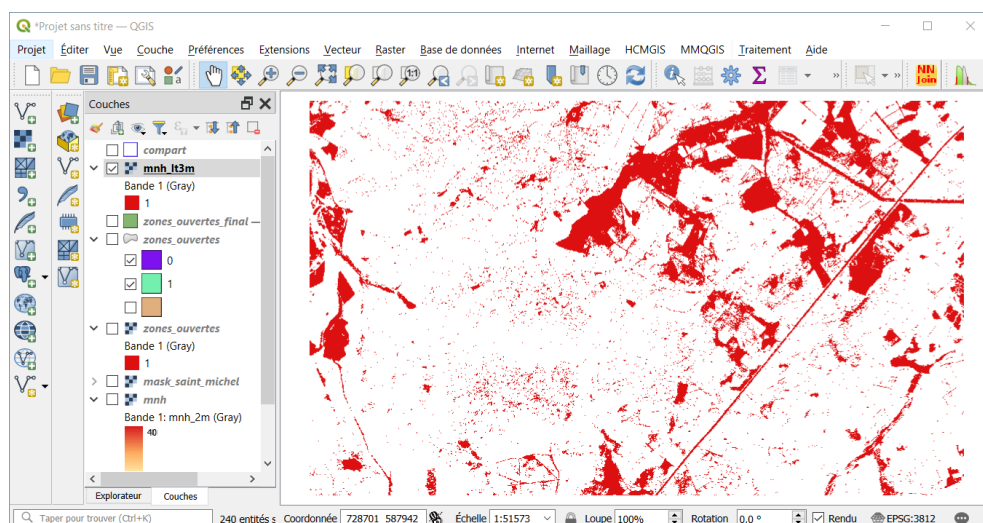 *Projet sans titre — QGIS
Projet Éditer Vue Couche Préférences Extensions Vecteur Raster Base de données Internet Maillage HCMGIS MMQGIS Traitement Aide
1:1 » » NN Join
Couches
compart
mnh_lt3m
Bande 1 (Gray)
1
zones_ouvertes_final —
zones_ouvertes
0
1
zones_ouvertes
Bande 1 (Gray)
1
mask_saint_michel
mnh
Bande 1: mnh_2m (Gray)
40
Explorateur Couches
Taper pour trouver (Ctrl+K) 240 entités s Coordonnée 728701 587942 Échelle 1:51573 Loupe 100% Rotation 0,0 ° Rendu EPSG:3812